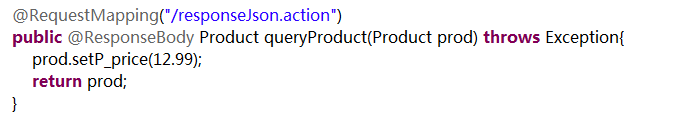 @RequestMapping("/responseJson.action")
public @ResponseBody Product queryProduct(Product prod) throws Exception{
prod.setP_price(12.99);
return prod;
}